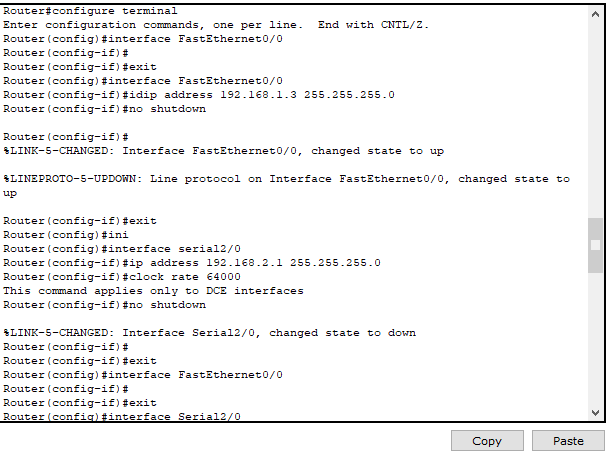 Router#configure terminal
Enter configuration commands, one per line.  End with CNTL/Z.
Router(config)#interface FastEthernet0/0
Router(config-if)#
Router(config-if)#exit
Router(config)#interface FastEthernet0/0
Router(config-if)#idip address 192.168.1.3 255.255.255.0
Router(config-if)#no shutdown

Router(config-if)#
%LINK-5-CHANGED: Interface FastEthernet0/0, changed state to up

%LINEPROTO-5-UPDOWN: Line protocol on Interface FastEthernet0/0, changed state to
up

Router(config-if)#exit
Router(config)#ini
Router(config)#interface serial2/0
Router(config-if)#ip address 192.168.2.1 255.255.255.0
Router(config-if)#clock rate 64000
This command applies only to DCE interfaces
Router(config-if)#no shutdown

%LINK-5-CHANGED: Interface Serial2/0, changed state to down
Router(config-if)#
Router(config-if)#exit
Router(config)#interface FastEthernet0/0
Router(config-if)#
Router(config-if)#exit
Router(config)#interface Serial2/0
Copy
Paste